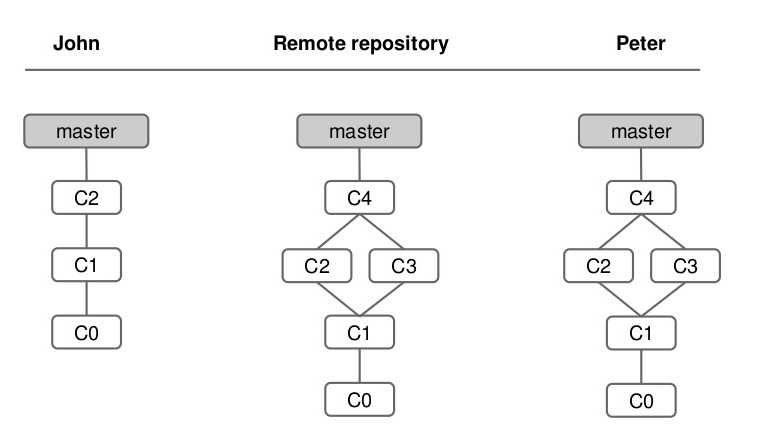 John Remote repository Peter
master master master
C2 C4 C4
C1 C2 C3 C2 C3
C0 C1 C1
C0 C0